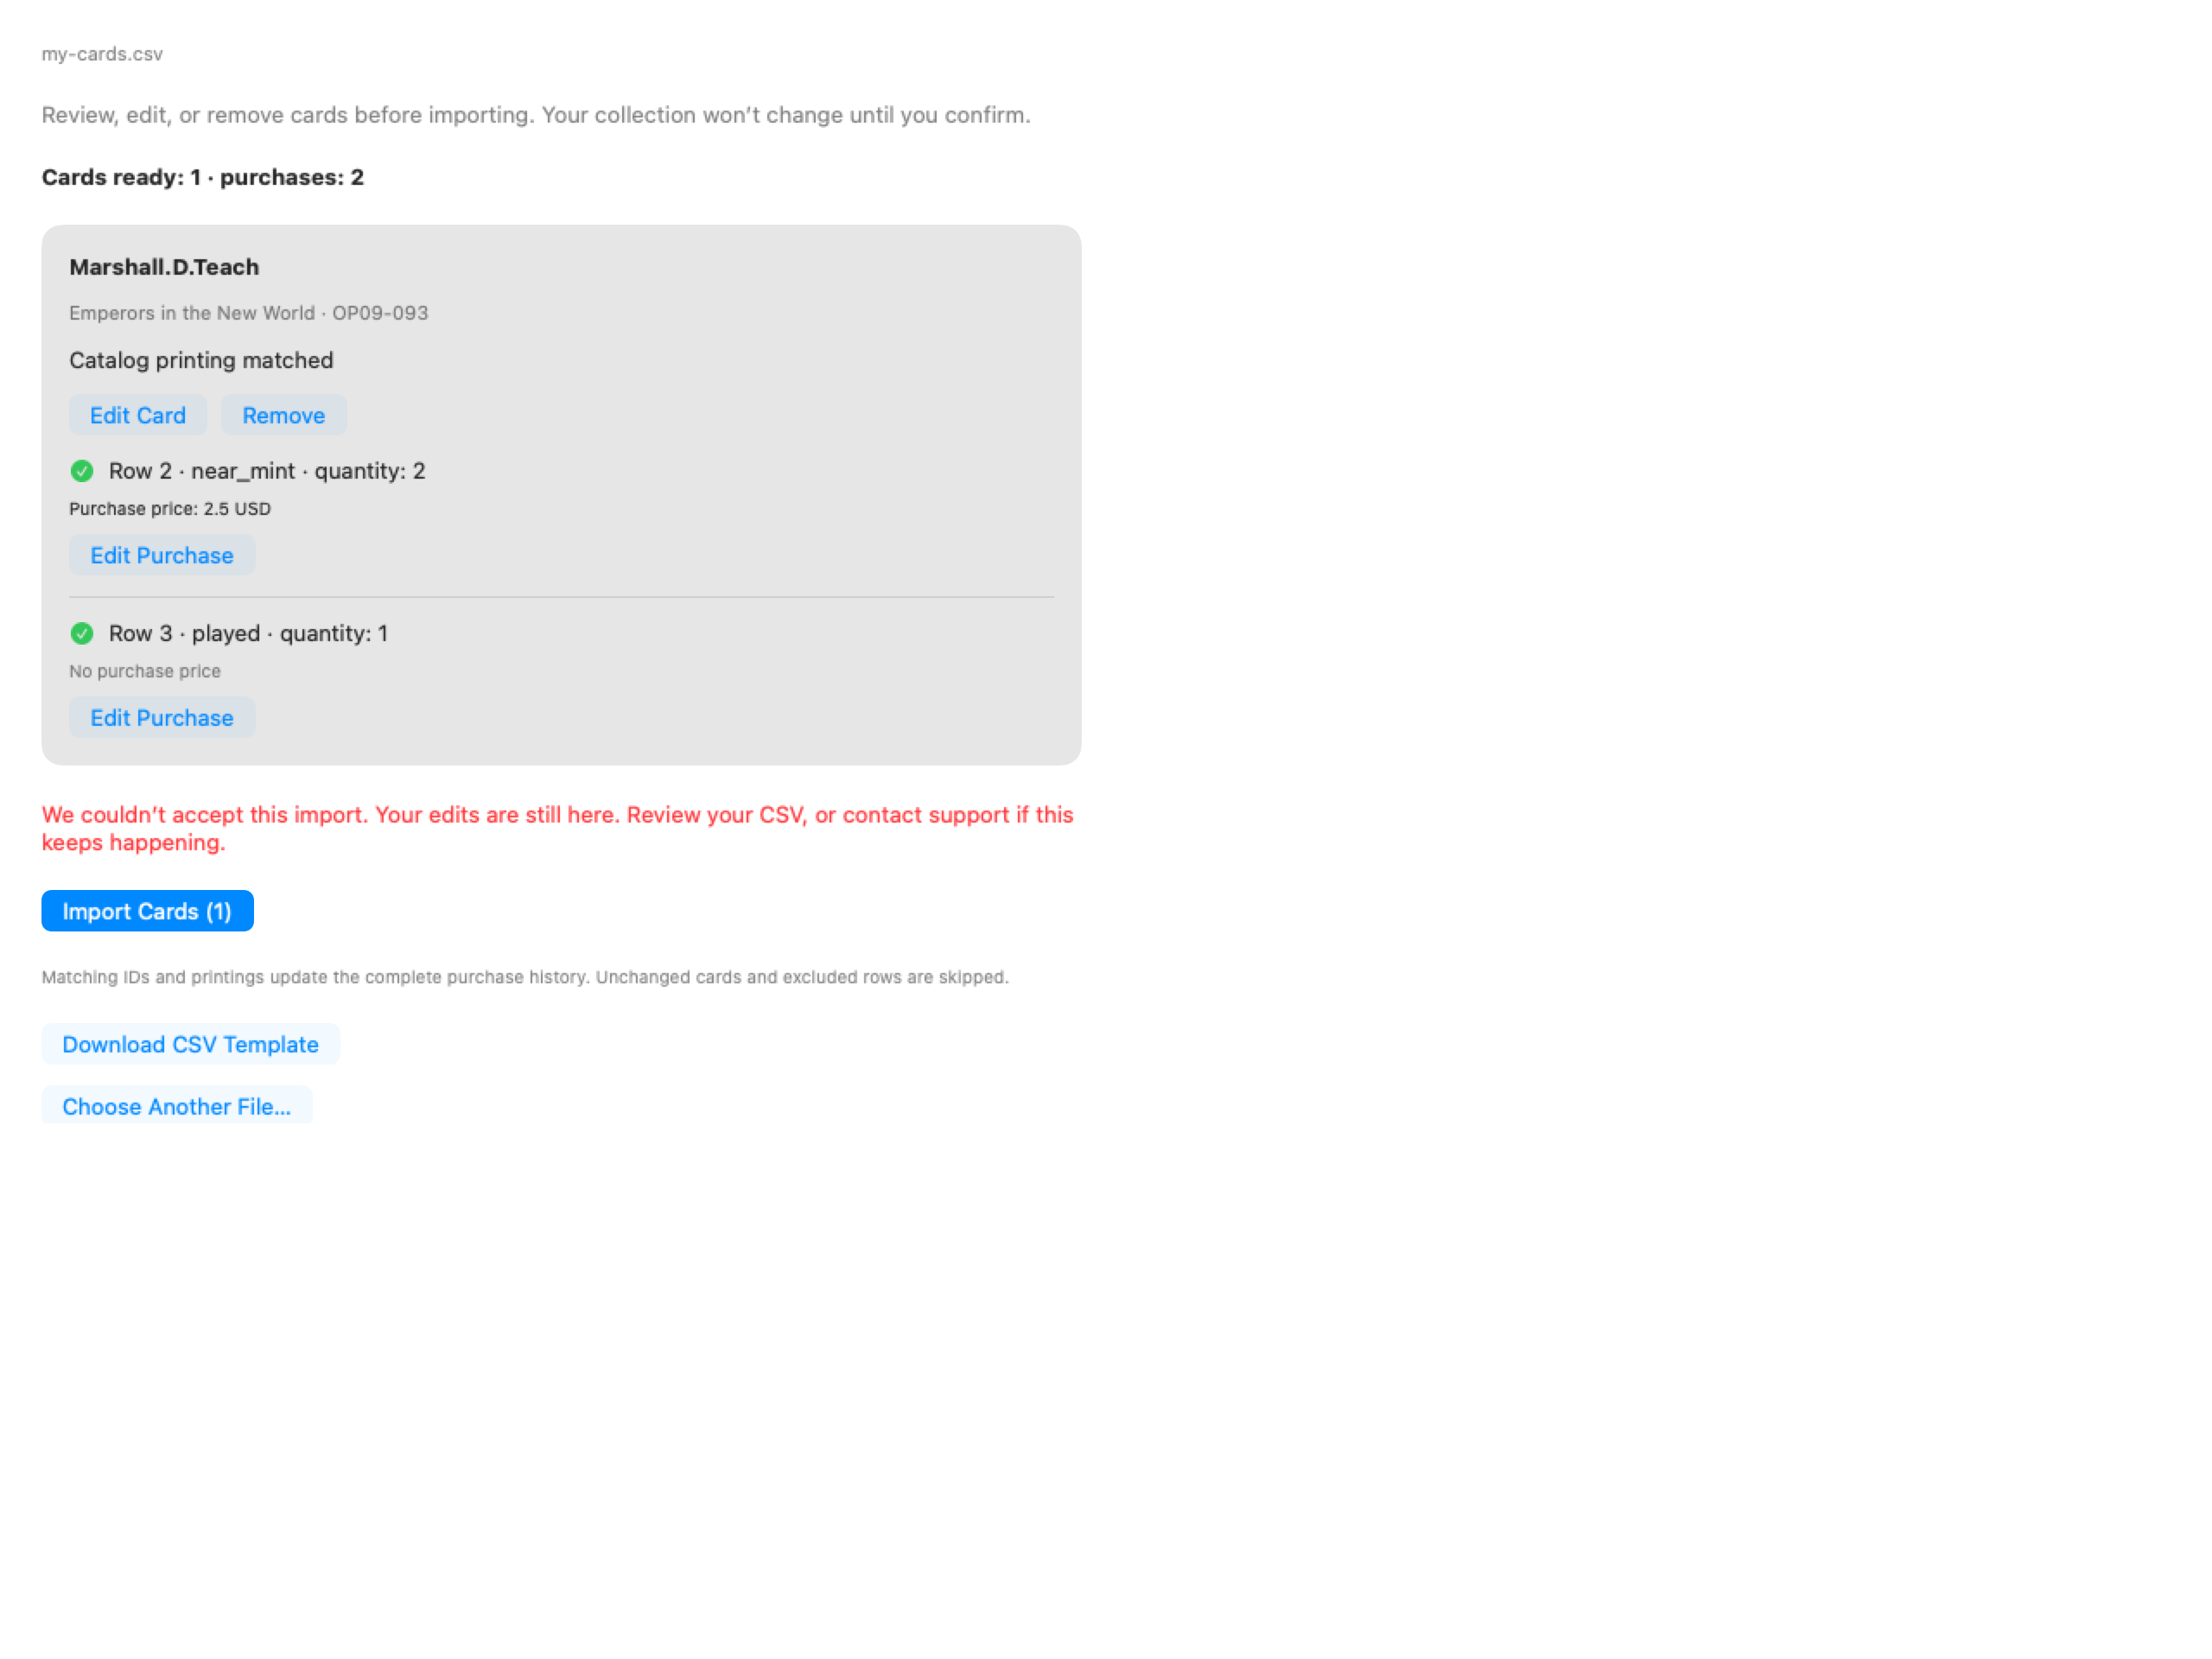 my-cards.csv
Review, edit, or remove cards before importing. Your collection won’t change until you confirm.
Cards ready: 1 · purchases: 2
Marshall.D.Teach
Emperors in the New World · OP09-093
Catalog printing matched
Edit Card
Remove
Row 2 · near_mint · quantity: 2
Purchase price: 2.5 USD
Edit Purchase
Row 3 · played · quantity: 1
No purchase price
Edit Purchase
We couldn’t accept this import. Your edits are still here. Review your CSV, or contact support if this
keeps happening.
Import Cards (1)
Matching IDs and printings update the complete purchase history. Unchanged cards and excluded rows are skipped.
Download CSV Template
Choose Another File...